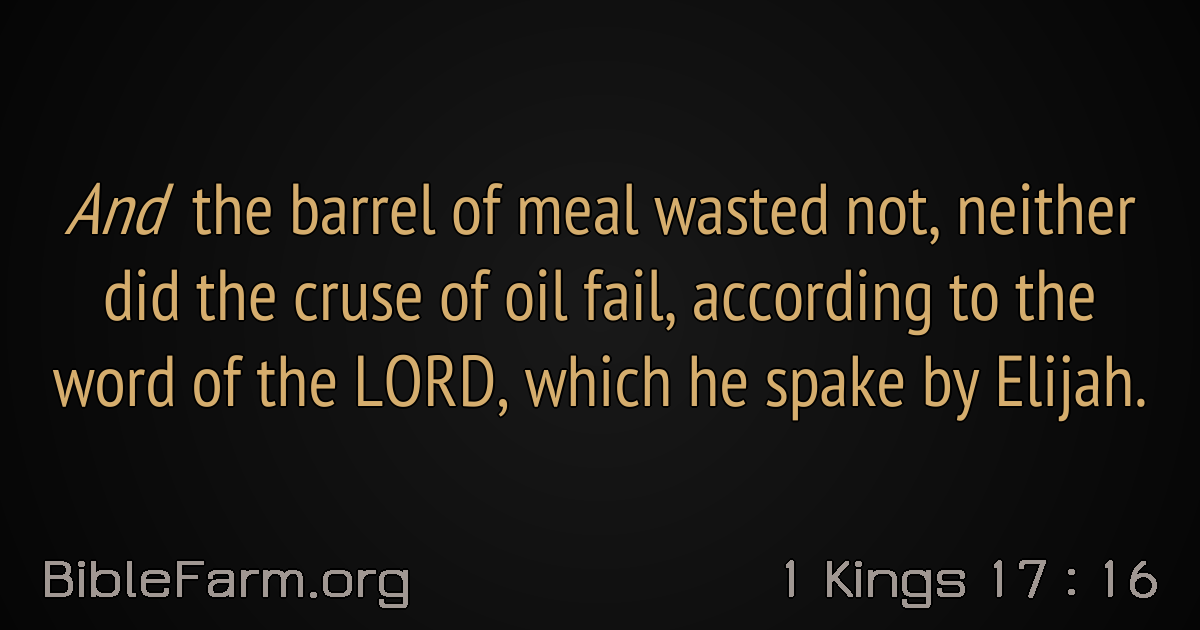 And the barrel of meal wasted not, neither
did the cruse of oil fail, according to the
word of the LORD, which he spake by Elijah.
BibleFarm.org
1 Kings 17 : 16